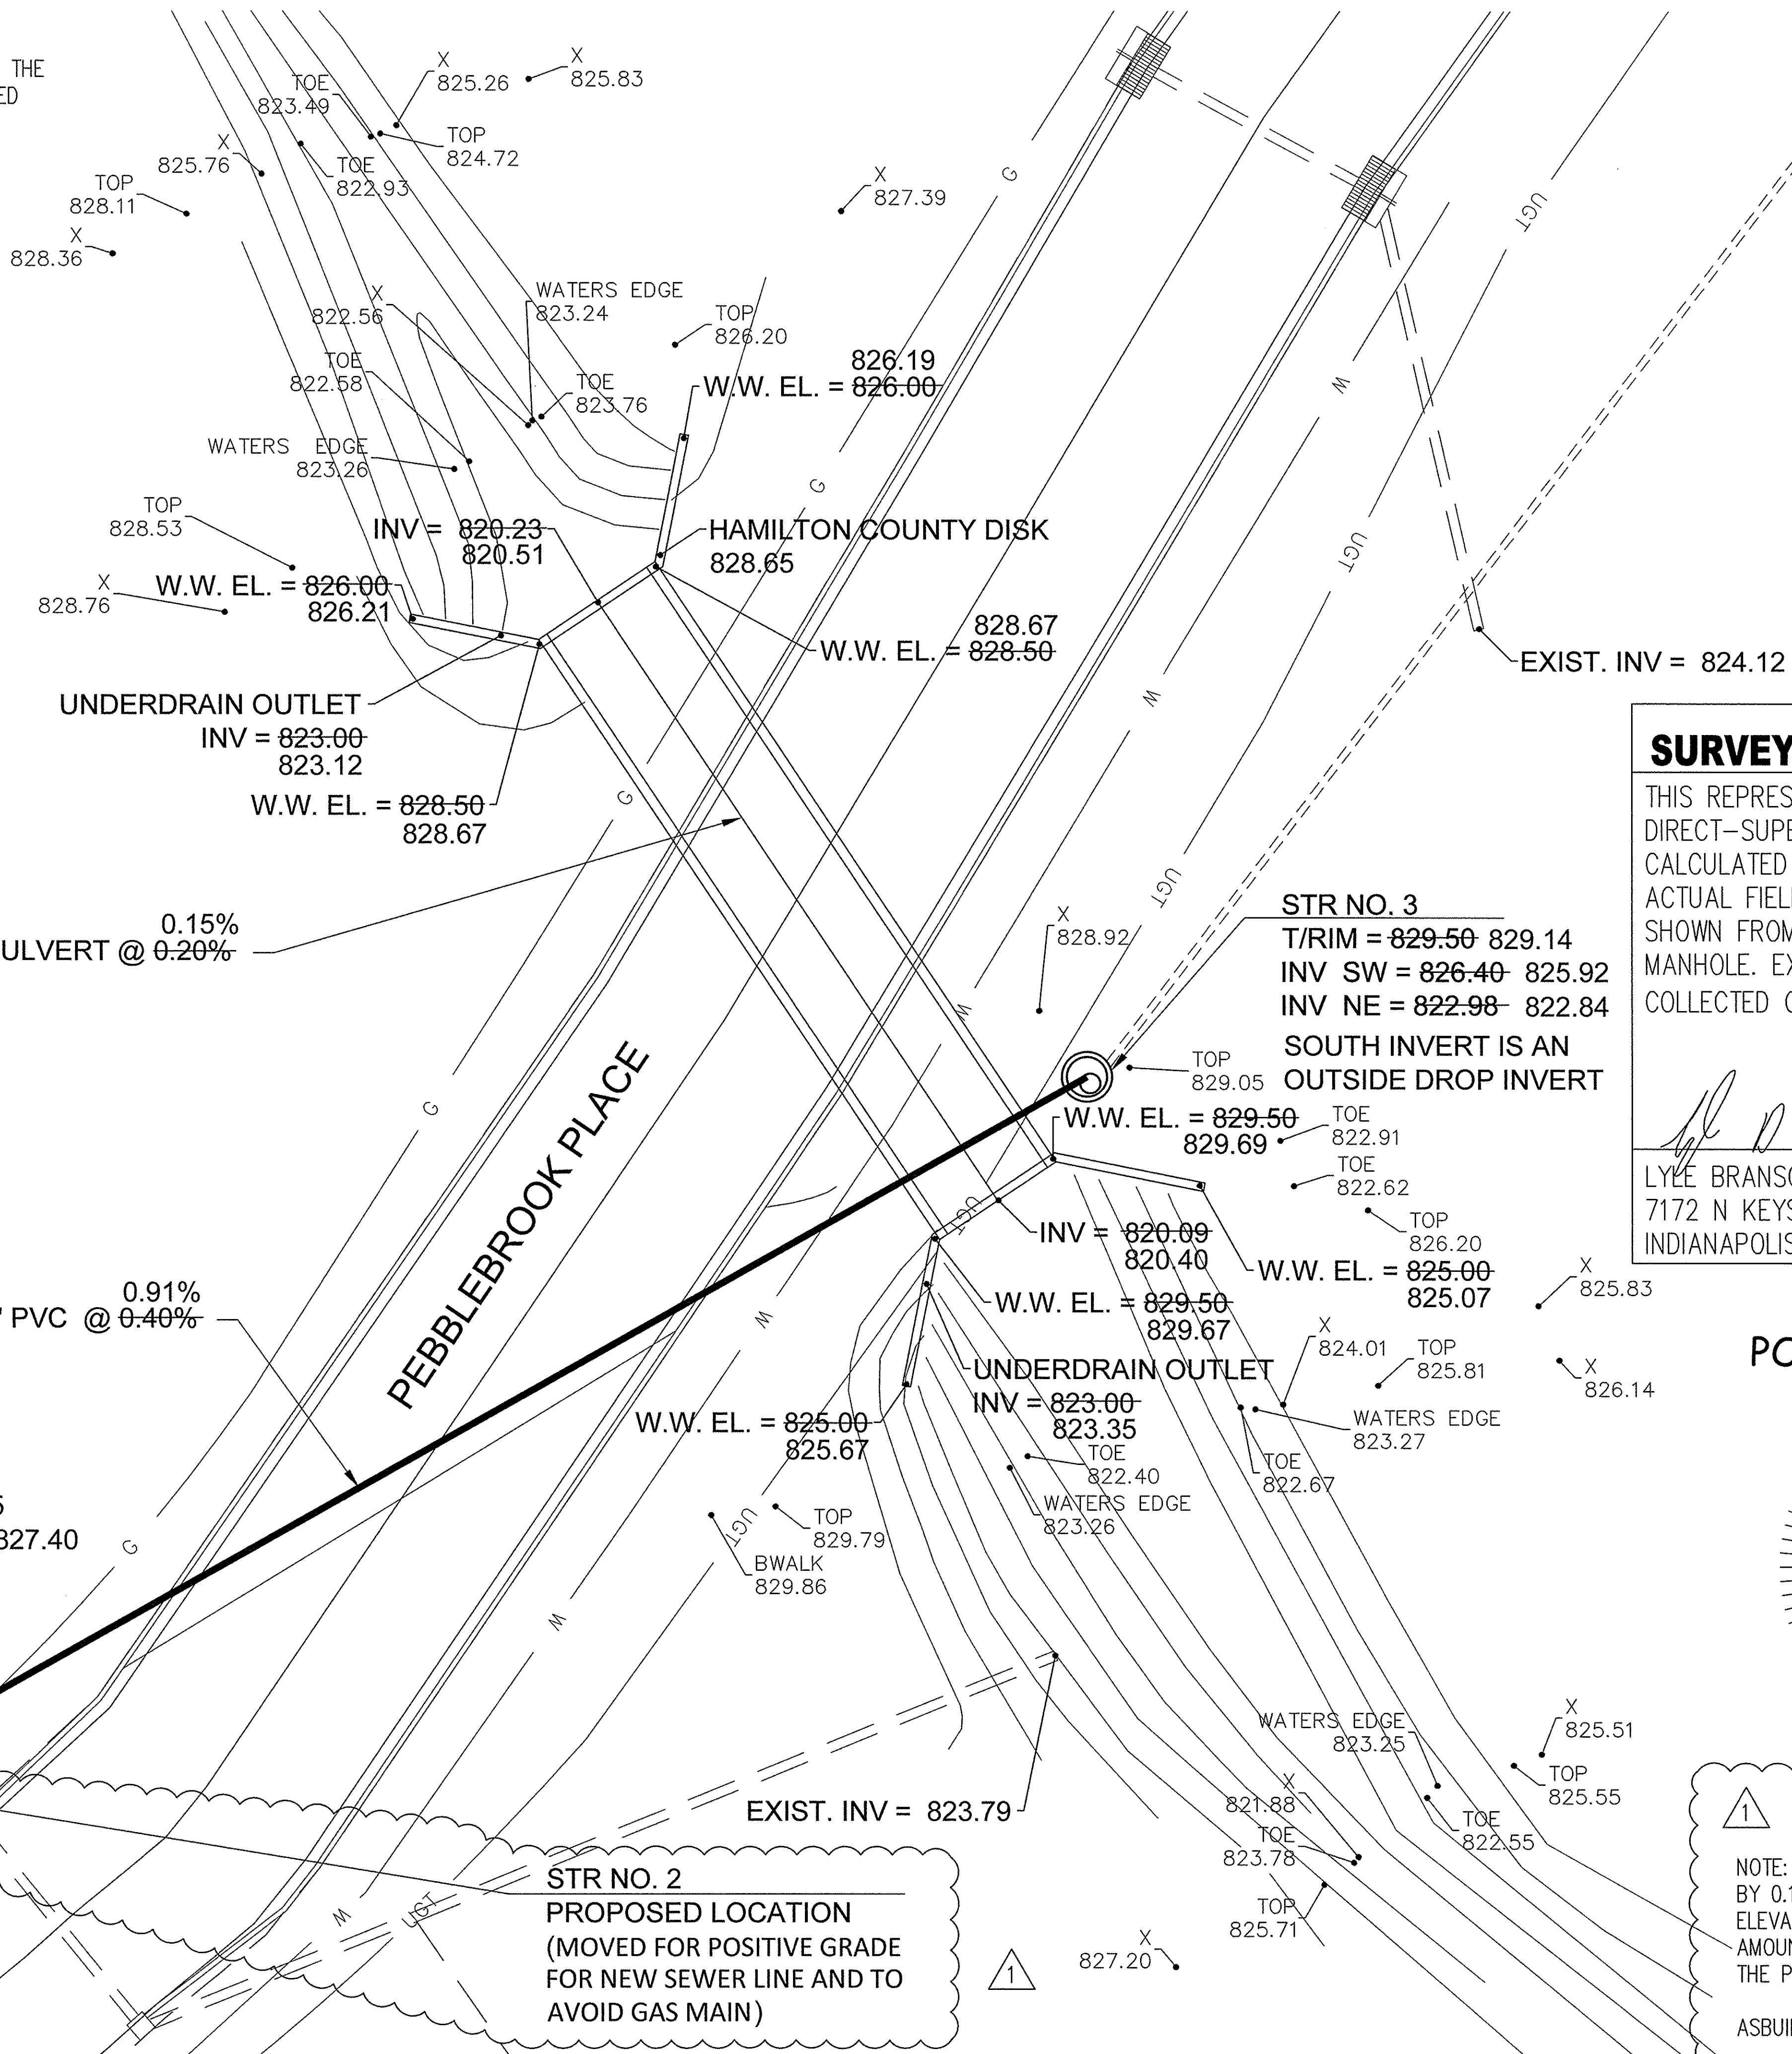 THE
X
825.26
X
825.83
TOE
823.49
TOP
824.72
X
825.76
TOE
822.93
TOP
828.11
X
828.36
X
827.39
G
UGT
X
822.56
WATERS EDGE
823.24
TOP
826.20
TOE
822.58
TOE
823.76
826.19
W.W. EL. = 826.00
W
WATERS EDGE
823.26
G
TOP
828.53
INV = 820.23
820.51
HAMILTON COUNTY DISK
828.65
UGT
X
828.76
W.W. EL. = 826.00
826.21
828.67
W.W. EL. = 828.50
EXIST. INV = 824.12
UNDERDRAIN OUTLET
INV = 823.00
823.12
W
W.W. EL. = 828.50
828.67
G
SURVEY
THIS REPRES
DIRECT-SUPE
CALCULATED
ACTUAL FIEL
SHOWN FROM
MANHOLE. EX
COLLECTED
UGT
0.15%
ULVERT @ 0.20%
X
828.92
STR NO. 3
T/RIM = 829.50 829.14
INV SW = 826.40 825.92
INV NE = 822.98 822.84
SOUTH INVERT IS AN
OUTSIDE DROP INVERT
W
TOP
829.05
G
PEBBLEBROOK PLACE
W.W. EL. = 829.50
829.69
TOE
822.91
TOE
822.62
TOP
826.20
LYLE BRANS
7172 N KEYS
INDIANAPOLIS
UGT
INV = 820.09
820.40
W.W. EL. = 825.00
825.07
X
825.83
0.91%
PVC @ 0.40%
W
W.W. EL. = 829.50
829.67
X
824.01
TOP
825.81
X
826.14
PO
UNDERDRAIN OUTLET
INV = 823.00
823.35
W.W. EL. = 825.00
825.67
WATERS EDGE
823.27
TOE
822.67
TOE
822.40
WATERS EDGE
823.26
827.40
G
UGT
TOP
829.79
BWALK
829.86
W
WATERS EDGE
823.25
X
825.51
TOP
825.55
EXIST. INV = 823.79
X
821.88
TOE
823.78
TOE
822.55
TOP
825.71
X
827.20
W
UGT
STR NO. 2
PROPOSED LOCATION
(MOVED FOR POSITIVE GRADE
FOR NEW SEWER LINE AND TO
AVOID GAS MAIN)
1
1
NOTE:
BY 0.1
ELEVA
AMOUN
THE P
ASBUI